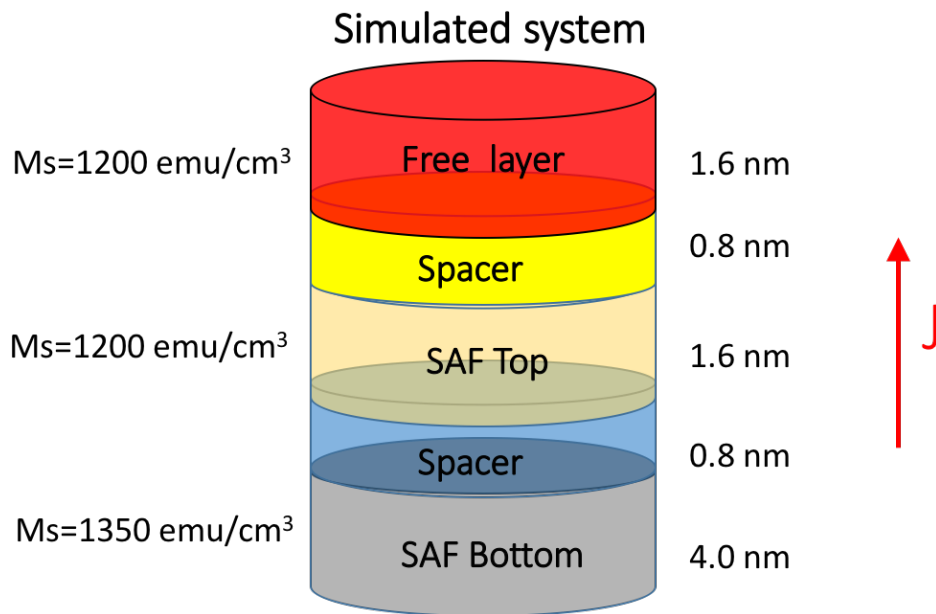 Simulated system
Ms=1200 emu/cm³
Free layer
1.6 nm
0.8 nm
Spacer
Ms=1200 emu/cm³
SAF Top
1.6 nm
J
Spacer
0.8 nm
Ms=1350 emu/cm³
SAF Bottom
4.0 nm